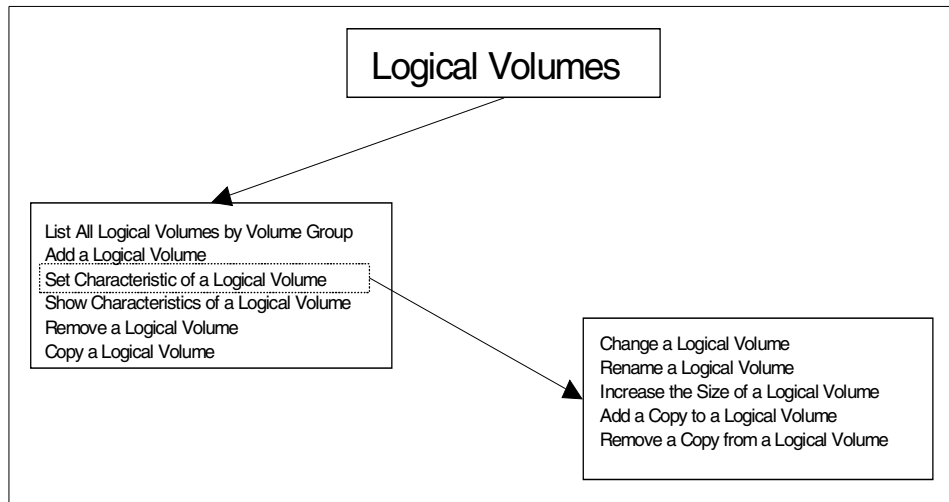 Logical Volumes
List All Logical Volumes by Volume Group
Add a Logical Volume
Set Characteristic of a Logical Volume
Show Characteristics of a Logical Volume
Remove a Logical Volume
Copy a Logical Volume
Change a Logical Volume
Rename a Logical Volume
Increase the Size of a Logical Volume
Add a Copy to a Logical Volume
Remove a Copy from a Logical Volume